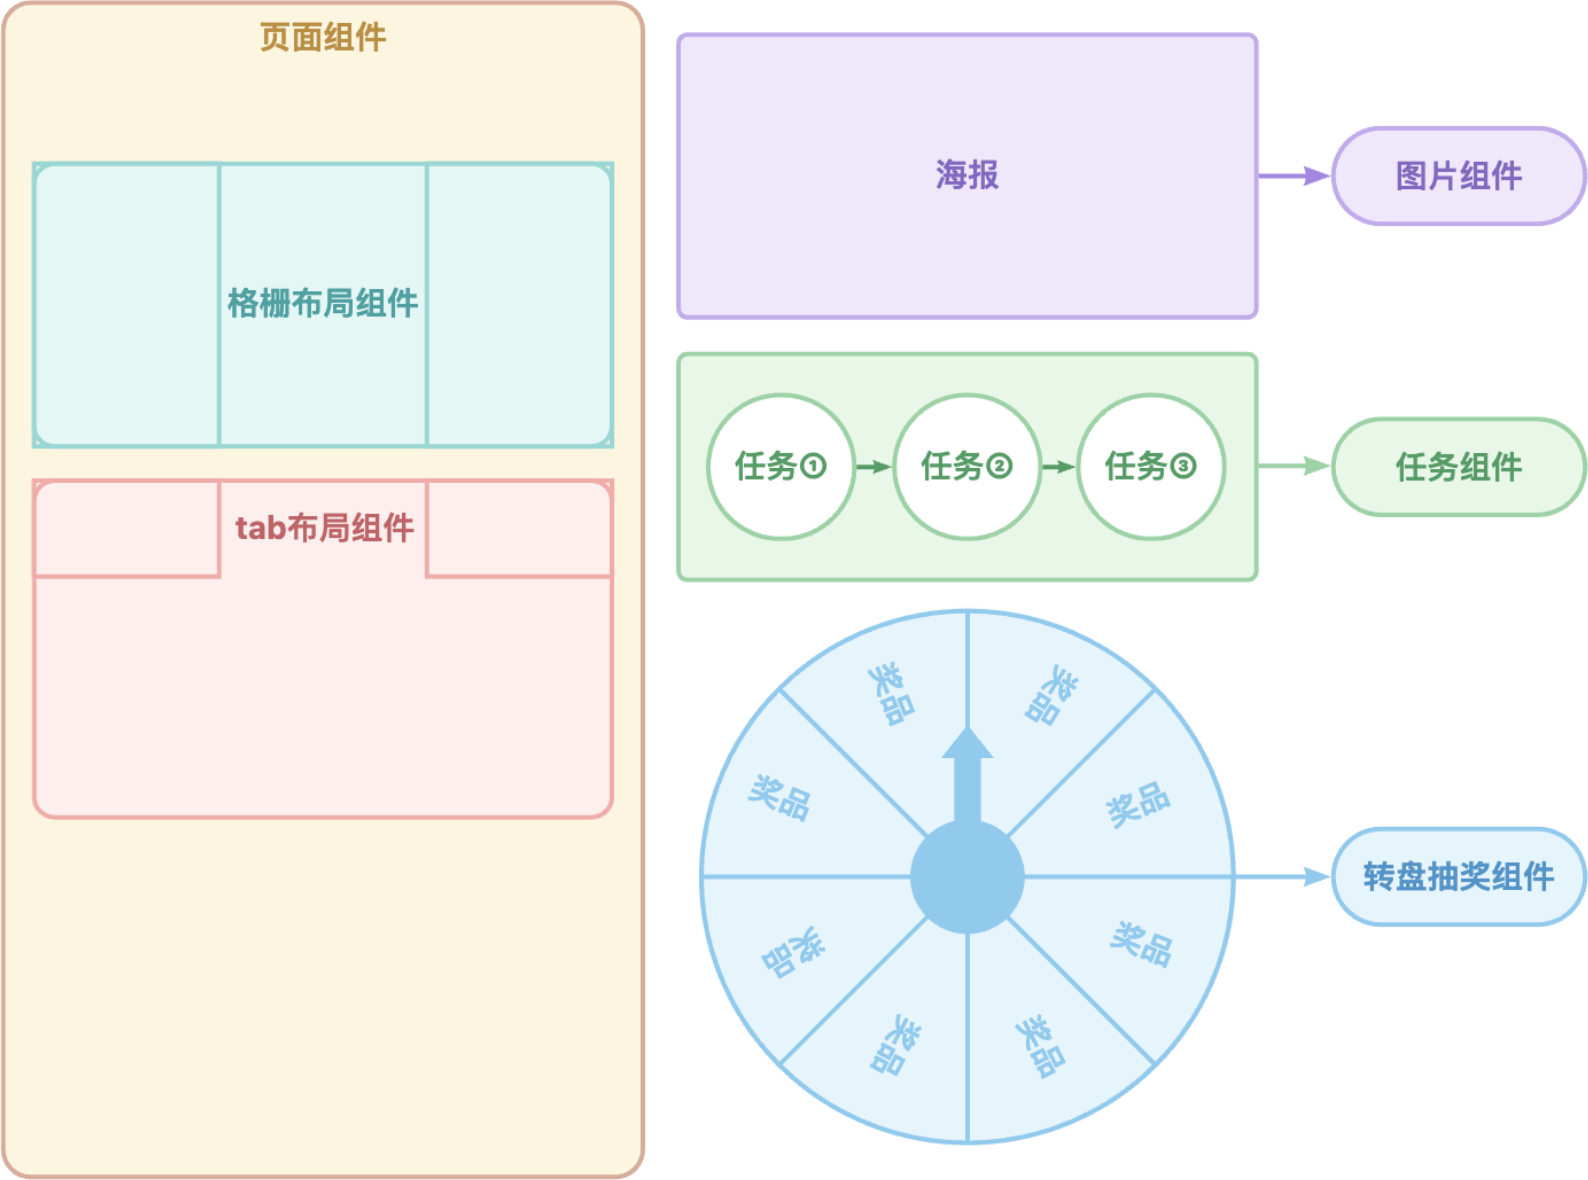 页面组件
格栅布局组件
tab布局组件
海报
图片组件
任务①
任务②
任务③
任务组件
奖品
奖品
奖品
奖品
奖品
奖品
奖品
奖品
转盘抽奖组件